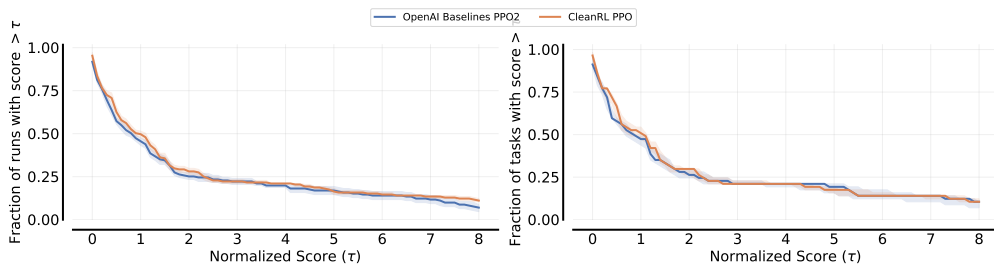 OpenAI Baselines PPO2 CleanRL PPO
Fraction of runs with score > τ
1.00
0.75
0.50
0.25
0.00
0 1 2 3 4 5 6 7 8
Normalized Score (τ)
Fraction of tasks with score > τ
1.00
0.75
0.50
0.25
0.00
0 1 2 3 4 5 6 7 8
Normalized Score (τ)